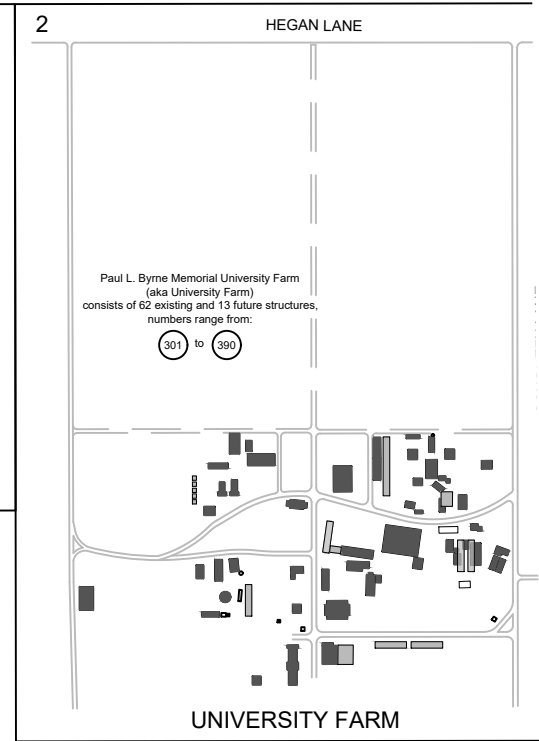 2
HEGAN LANE
Paul L. Byrne Memorial University Farm
(aka University Farm)
consists of 62 existing and 13 future structures,
numbers range from:
301 to 390
UNIVERSITY FARM